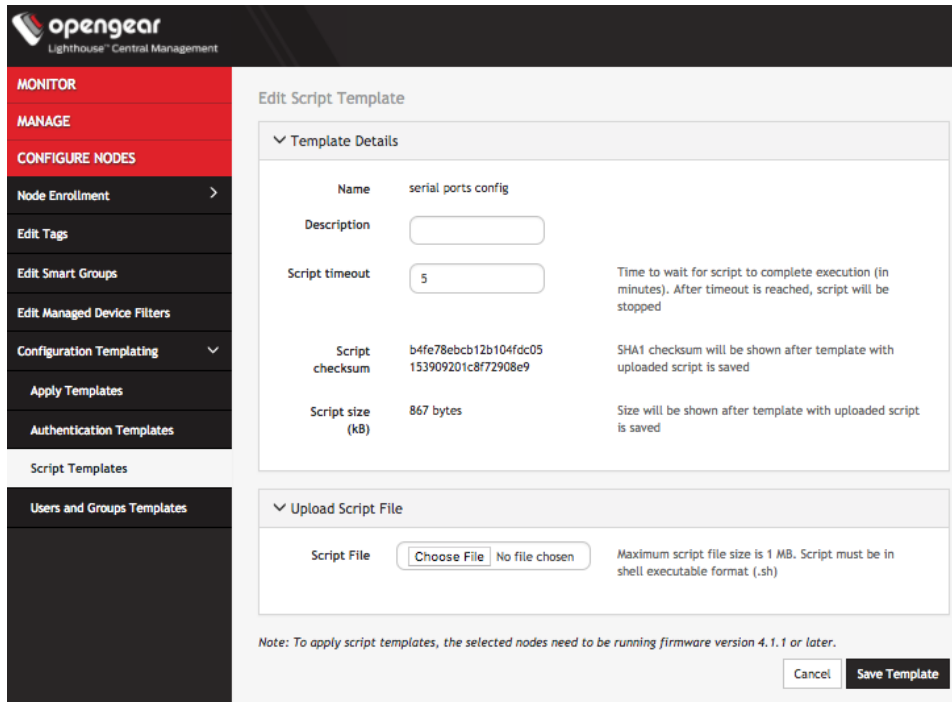 opengear
Lighthouse™ Central Management
MONITOR
MANAGE
CONFIGURE NODES
Node Enrollment
Edit Tags
Edit Smart Groups
Edit Managed Device Filters
Configuration Templating
Apply Templates
Authentication Templates
Script Templates
Users and Groups Templates
Edit Script Template
Template Details
Name
serial ports config
Description
Script timeout
5
Time to wait for script to complete execution (in
minutes). After timeout is reached, script will be
stopped
Script
checksum
b4fe78ebcb12b104fdc05
153909201c8f72908e9
SHA1 checksum will be shown after template with
uploaded script is saved
Script size
(kB)
867 bytes
Size will be shown after template with uploaded script
is saved
Upload Script File
Script File
Choose File No file chosen
Maximum script file size is 1 MB. Script must be in
shell executable format (.sh)
Note: To apply script templates, the selected nodes need to be running firmware version 4.1.1 or later.
Cancel
Save Template